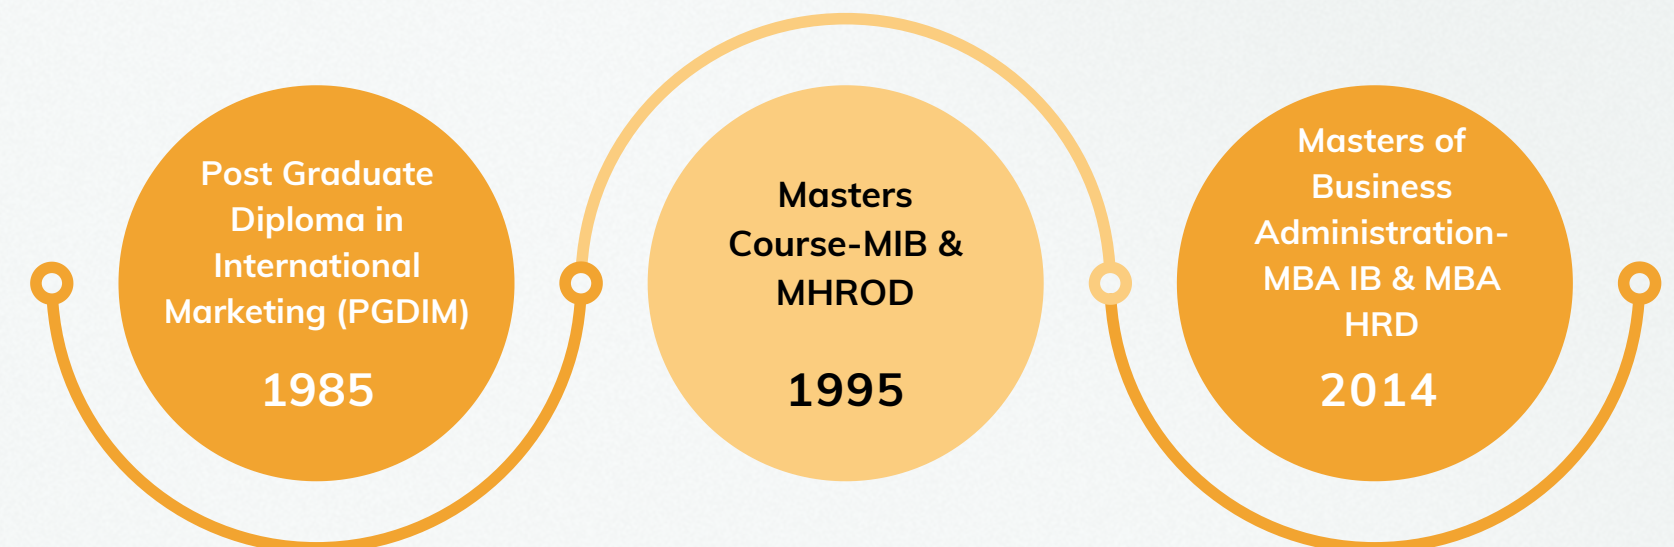 Post Graduate
Diploma in
International
Marketing (PGDIM)
1985
Masters
Course-MIB &
MHROD
1995
Masters of
Business
Administration-
MBA IB & MBA
HRD
2014